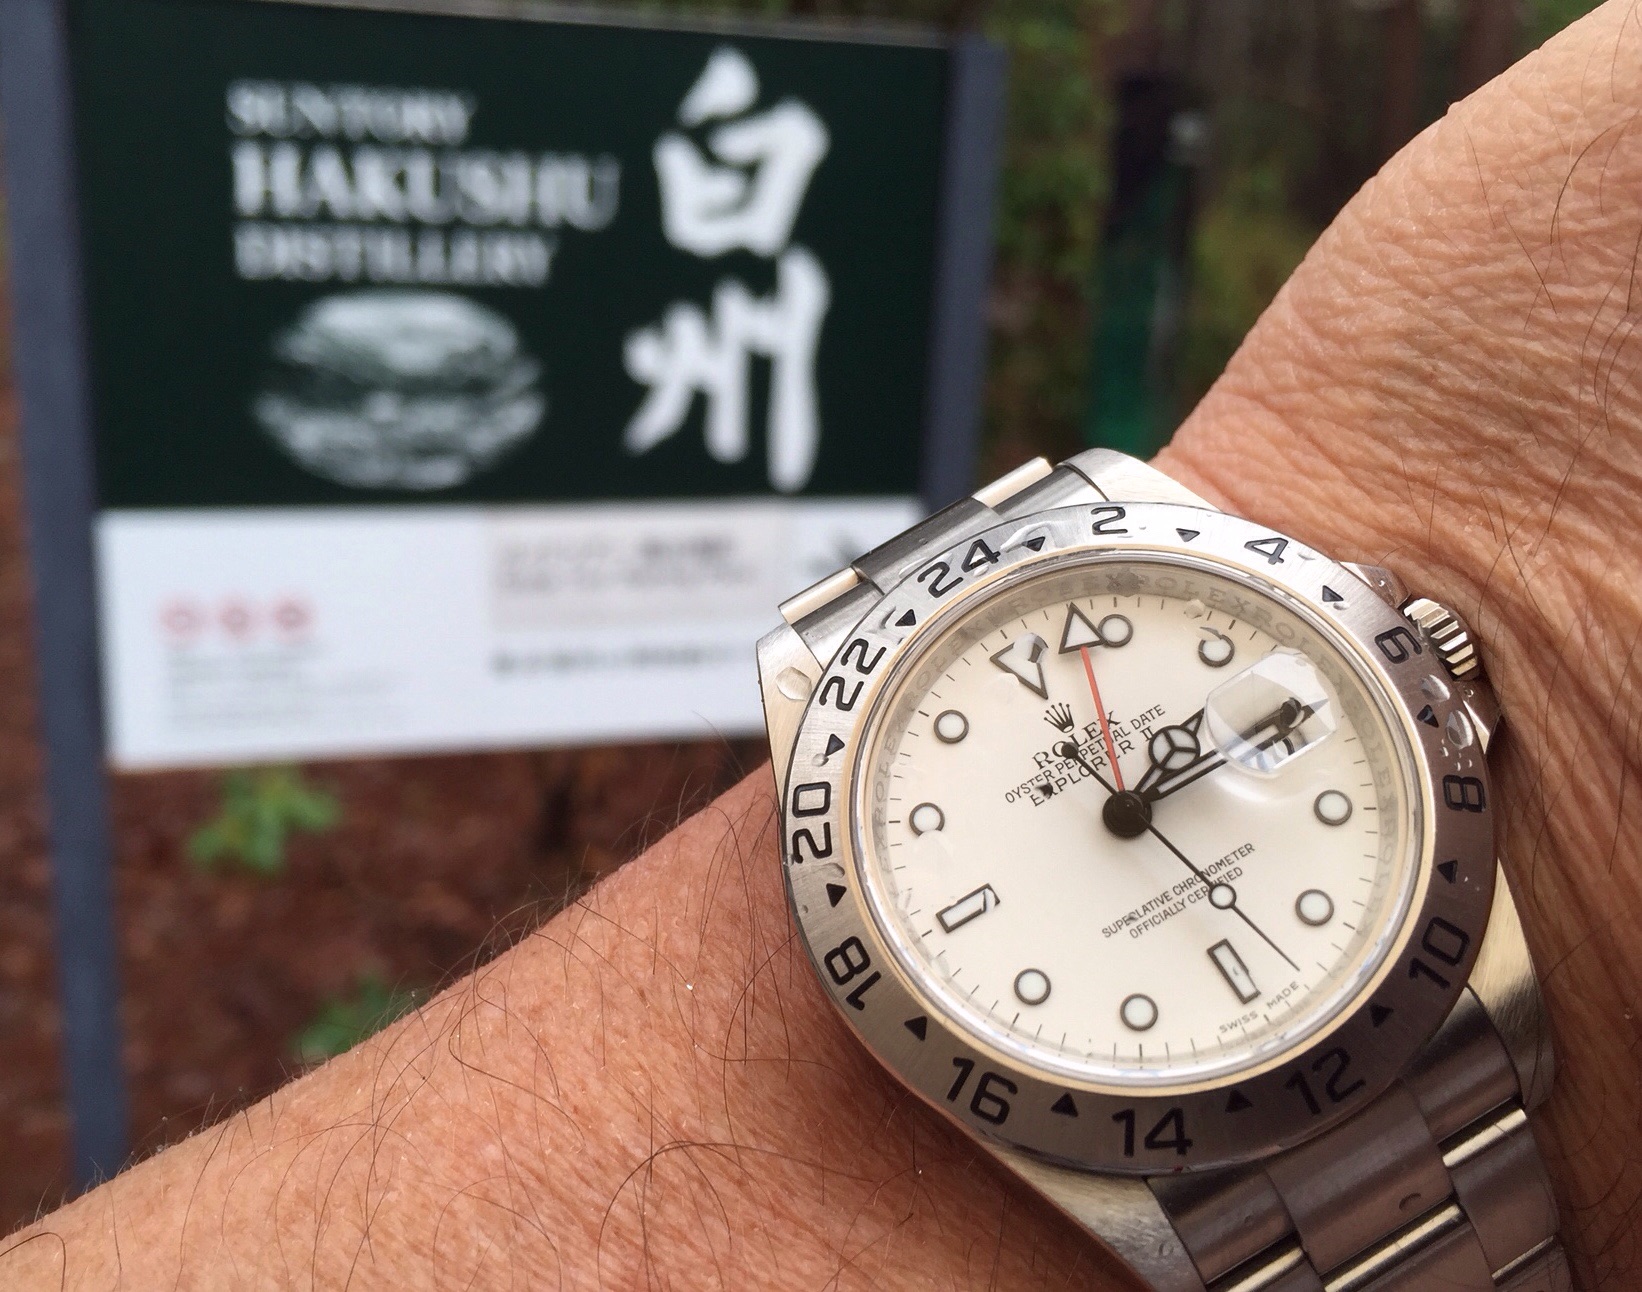 SUNTORY
HAKUSHU
DISTILLERY
白州
24
2
4
6
8
10
12
14
16
18
20
22
ROLEX
OYSTER PERPETUAL DATE
EXPLORER II
SUPERLATIVE CHRONOMETER
OFFICIALLY CERTIFIED
SWISS MADE
ROLEXROLEX